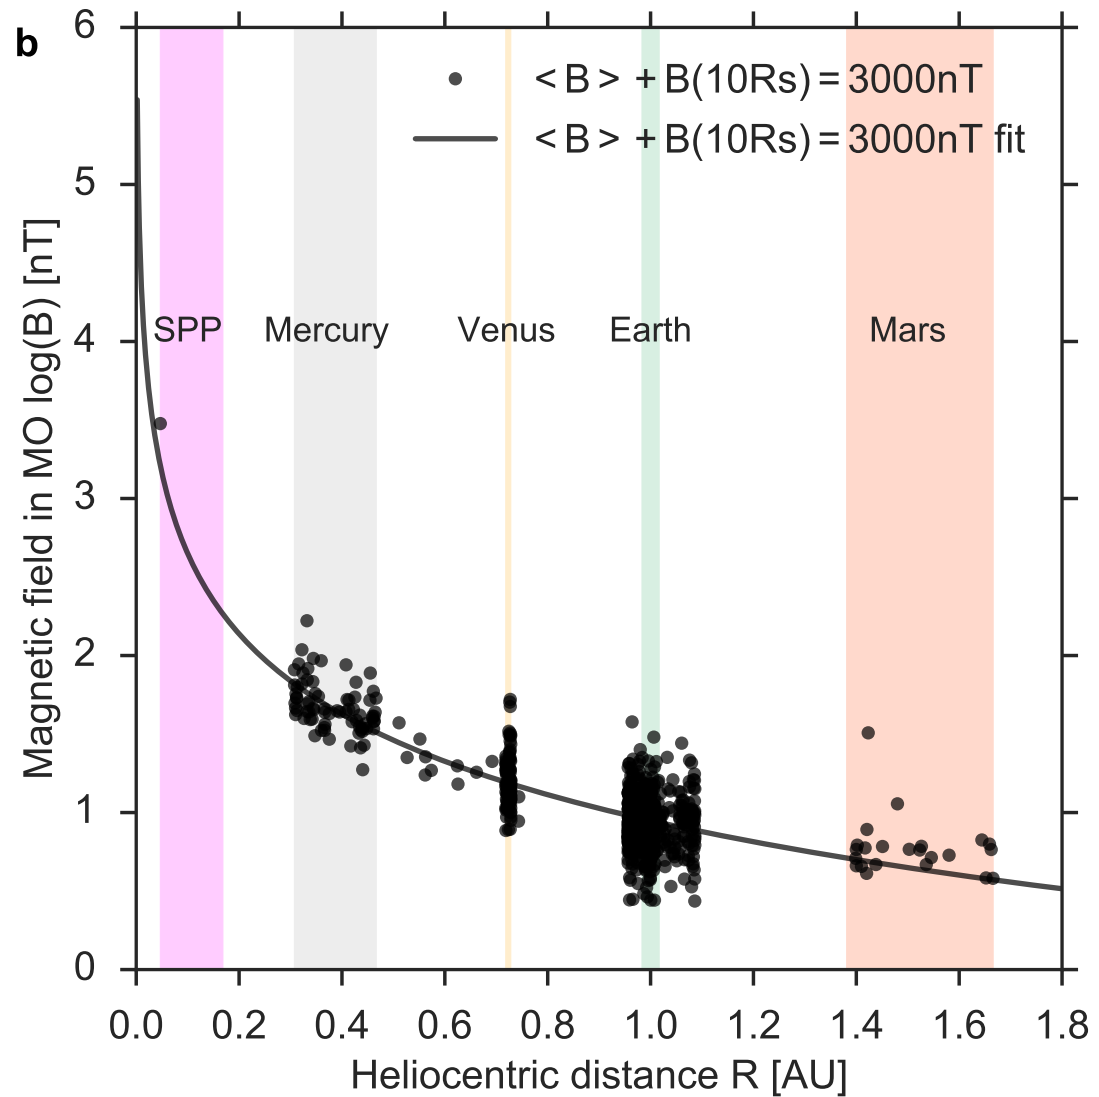 b
<B> + B(10Rs) = 3000nT
<B> + B(10Rs) = 3000nT fit
Magnetic field in MO log(B) [nT]
6
5
4
3
2
1
0
SPP
Mercury
Venus
Earth
Mars
0.0 0.2 0.4 0.6 0.8 1.0 1.2 1.4 1.6 1.8
Heliocentric distance R [AU]